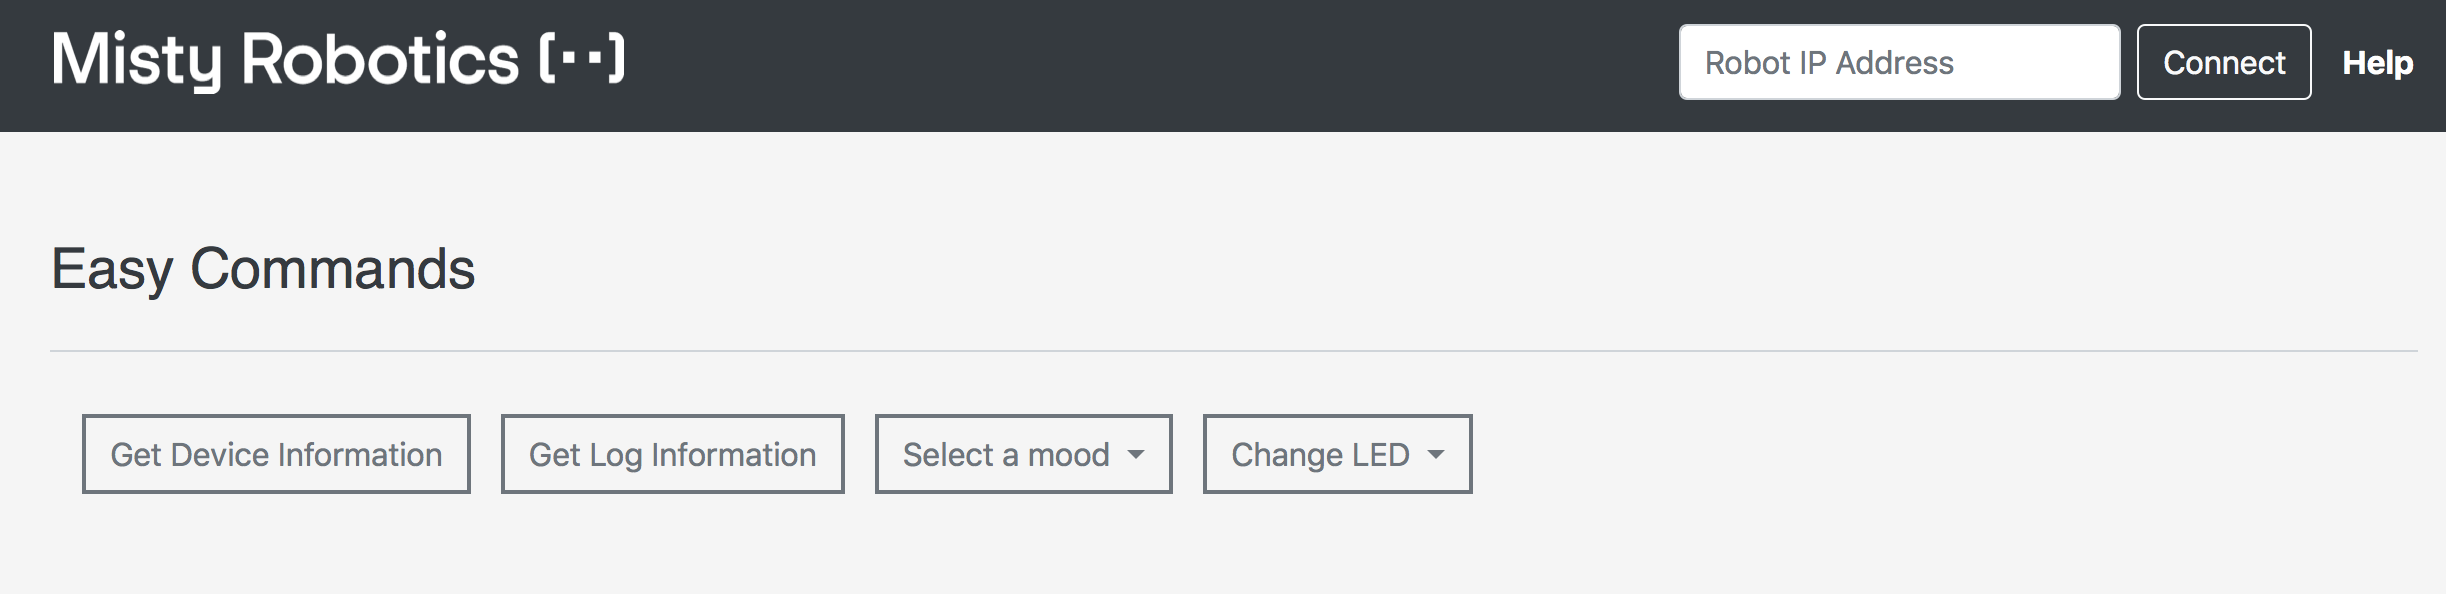 Misty Robotics [··]
Robot IP Address
Connect
Help
Easy Commands
Get Device Information
Get Log Information
Select a mood
Change LED